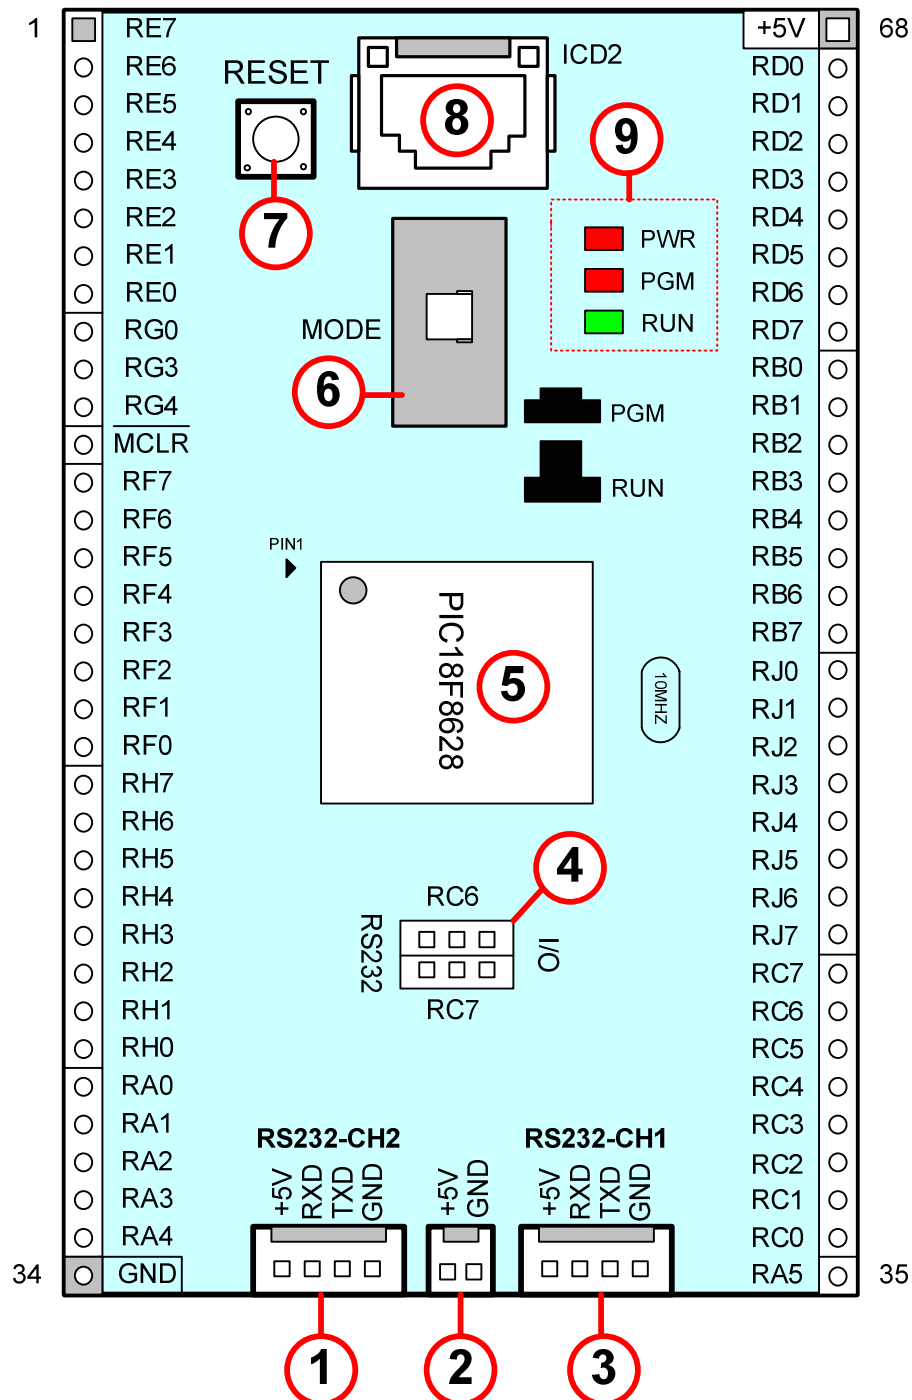 1 RE7 +5V 68
RE6 RESET ICD2 RD0
RE5 8 RD1
RE4 9 RD2
RE3 RD3
RE2 7 RD4
RE1 PWR RD5
RE0 PGM RD6
RG0 MODE RUN RD7
RG3 6 RB0
RG4 PGM RB1
MCLR RB2
RF7 RUN RB3
RF6 RB4
RF5 PIN1 RB5
RF4 RB6
RF3 PIC18F8628 RB7
RF2 5 10MHZ RJ0
RF1 RJ1
RF0 RJ2
RH7 RJ3
RH6 RJ4
RH5 4 RJ5
RH4 RC6 RJ6
RH3 RS232 I/O RJ7
RH2 RC7
RH1 RC7 RC6
RH0 RC5
RA0 RC4
RA1 RS232-CH2 RS232-CH1 RC3
RA2 RC2
RA3 +5V RXD TXD GND +5V GND +5V RXD TXD GND RC1
RA4 RC0
34 GND RA5 35
1 2 3